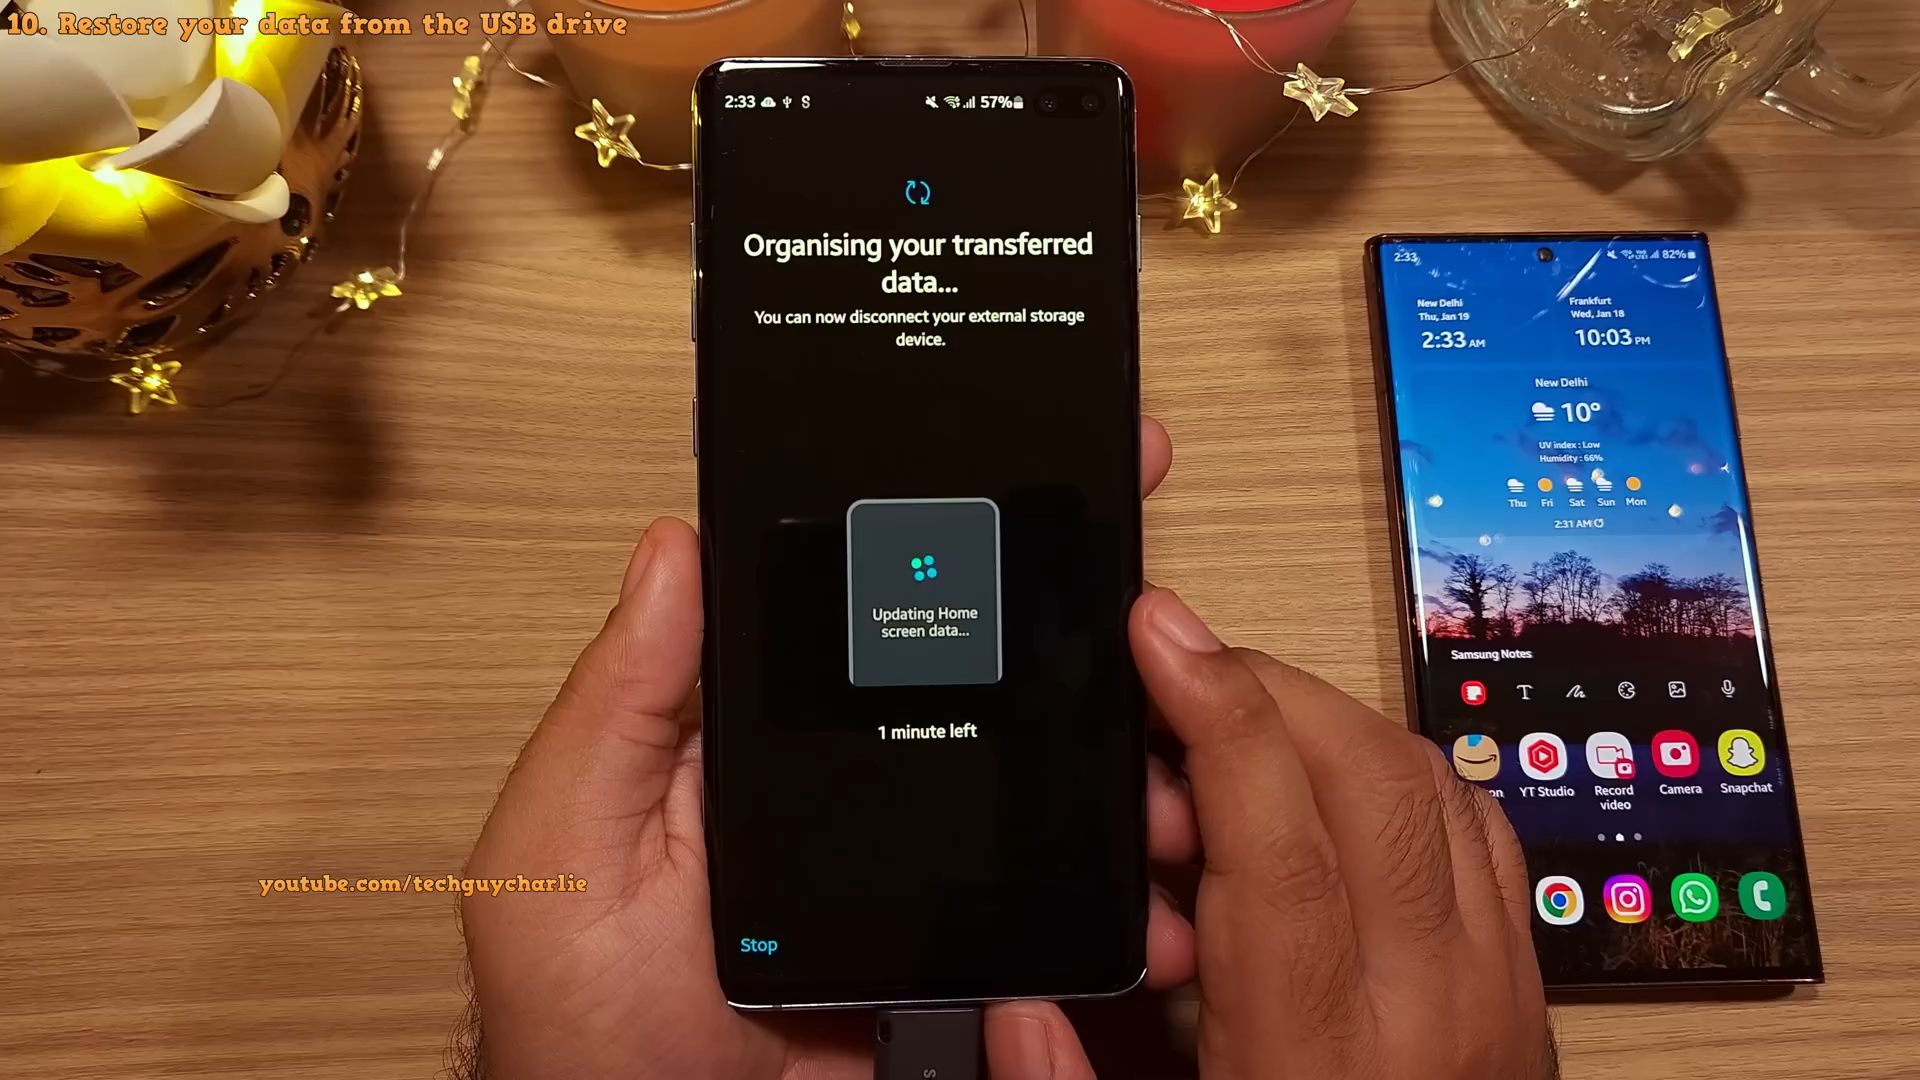 10. Restore your data from the USB drive
2:33
57%
Organising your transferred
data...
You can now disconnect your external storage
device.
Updating Home
screen data...
1 minute left
Stop
youtube.com/techguycharlie
2:33
82%
New Delhi
Thu, Jan 19
2:33 AM
Frankfurt
Wed, Jan 18
10:03 PM
New Delhi
10°
UV index : Low
Humidity : 66%
Thu Fri Sat Sun Mon
2:31 AM
Samsung Notes
T
on YT Studio Record Camera Snapchat
video
S